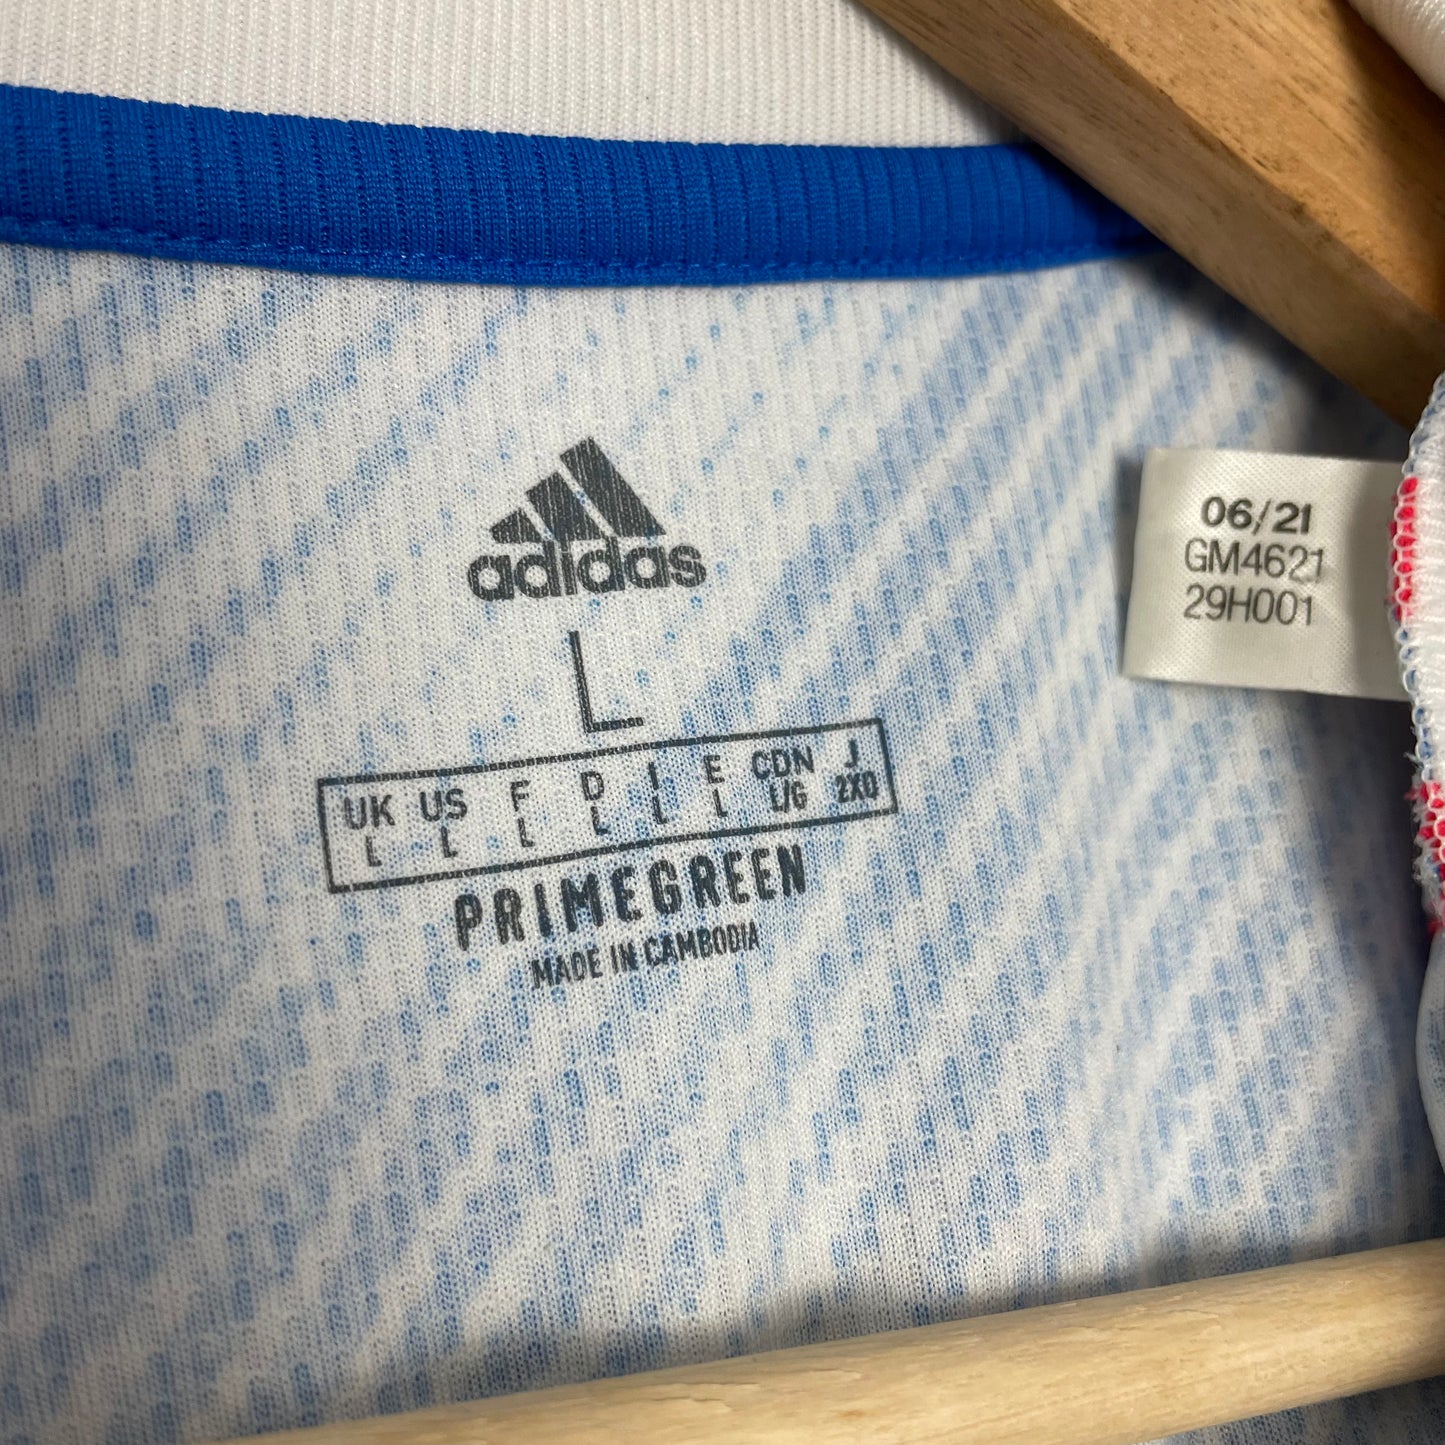 adidas
L
UK US F D I E CDN J
L L L L L L L/G 2XO
PRIMEGREEN
MADE IN CAMBODIA
06/21
GM4621
29H001